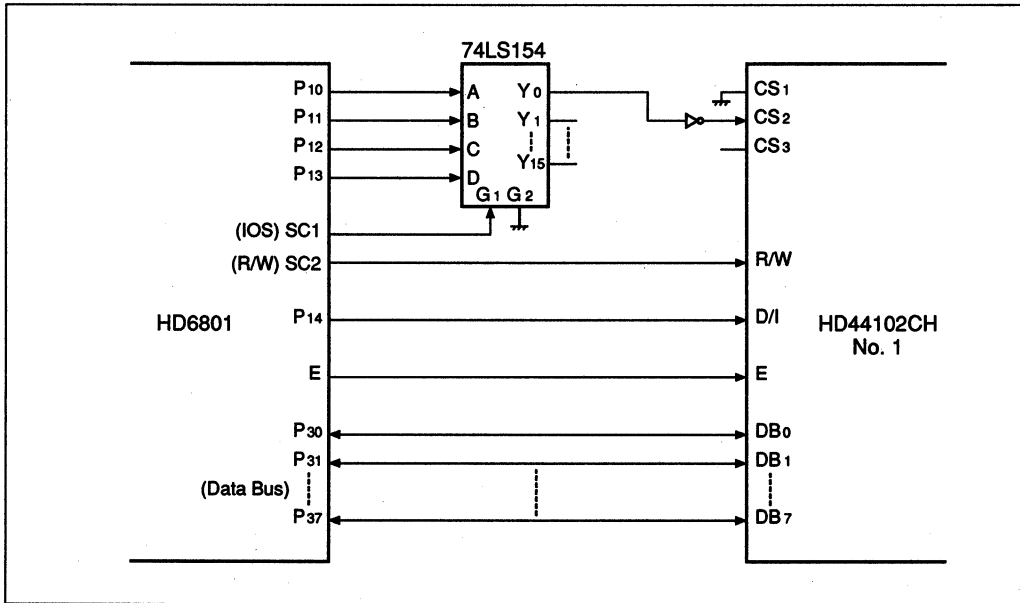 74LS154
P10
P11
P12
P13
(IOS) SC1
(R/W) SC2
HD6801
P14
E
P30
P31
(Data Bus)
P37
A
B
C
D
Y0
Y1
Y15
G1 G2
CS1
CS2
CS3
R/W
D/I
HD44102CH
No. 1
E
DB0
DB1
DB7